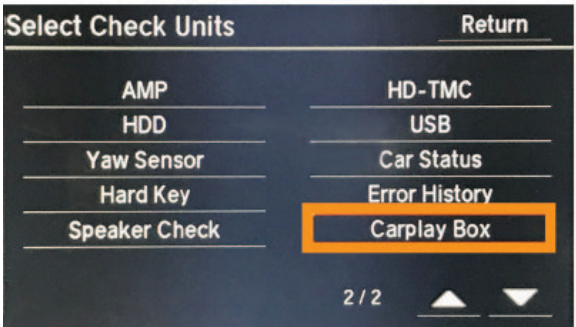 Select Check Units
Return
AMP
HD-TMC
HDD
USB
Yaw Sensor
Car Status
Hard Key
Error History
Speaker Check
Carplay Box
2/2